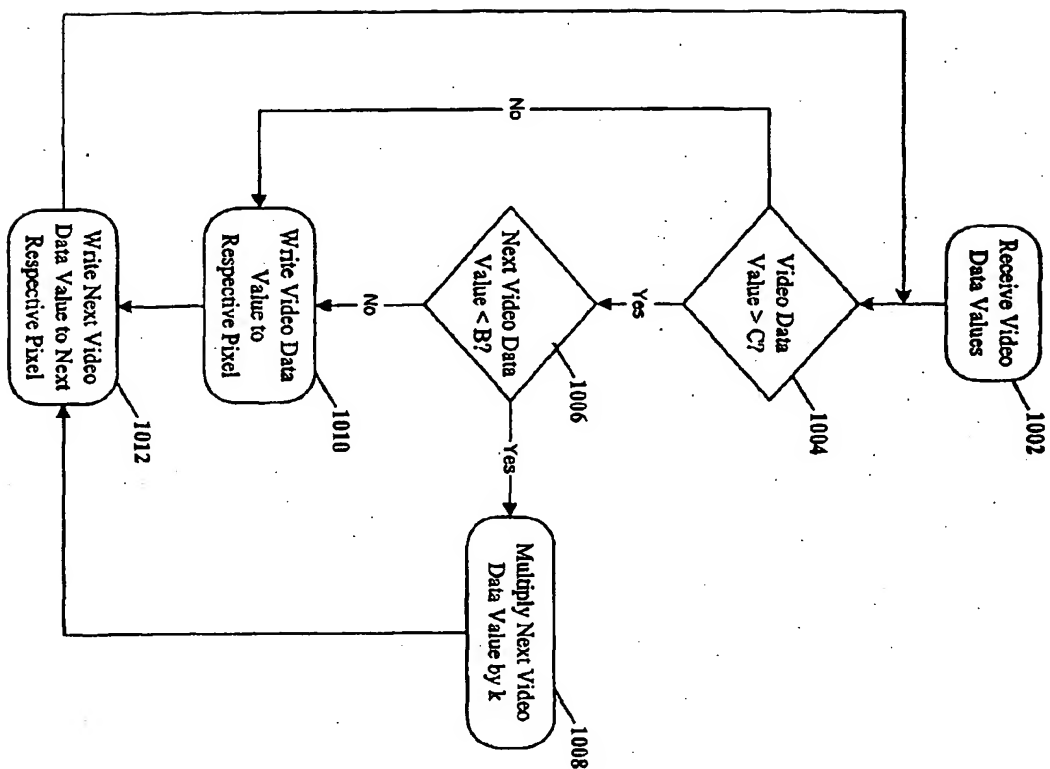 Receive Video
Data Values
1002
Video Data
Value > C?
1004
No
Yes
Next Video Data
Value < B?
1006
No
Yes
Multiply Next Video
Data Value by k
1008
Write Video Data
Value to
Respective Pixel
1010
Write Next Video
Data Value to Next
Respective Pixel
1012